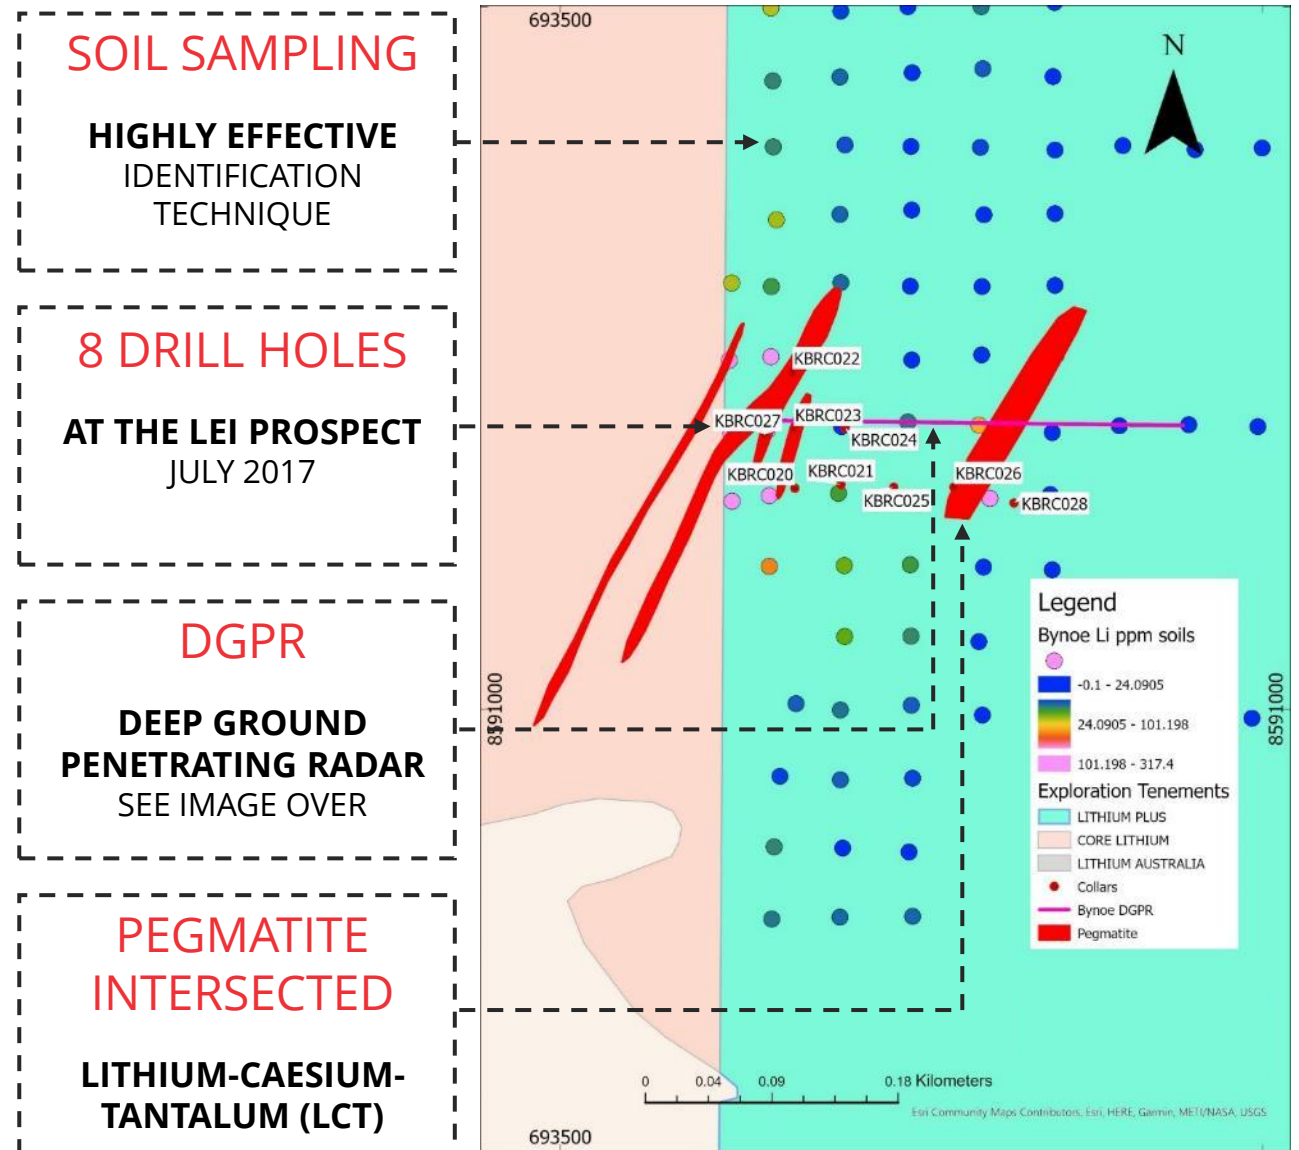 SOIL SAMPLING
HIGHLY EFFECTIVE
IDENTIFICATION
TECHNIQUE
8 DRILL HOLES
AT THE LEI PROSPECT
JULY 2017
DGPR
DEEP GROUND
PENETRATING RADAR
SEE IMAGE OVER
PEGMATITE
INTERSECTED
LITHIUM-CAESIUM-
TANTALUM (LCT)
693500
N
KBRC022
KBRC027
KBRC023
KBRC024
KBRC020
KBRC021
KBRC025
KBRC026
KBRC028
8591000
8591000
Legend
Bynoe Li ppm soils
-0.1 - 24.0905
24.0905 - 101.198
101.198 - 317.4
Exploration Tenements
LITHIUM PLUS
CORE LITHIUM
LITHIUM AUSTRALIA
Collars
Bynoe DGPR
Pegmatite
0 0.04 0.09 0.18 Kilometers
Esri Community Maps Contributors, Esri, HERE, Garmin, METI/NASA, USGS
693500